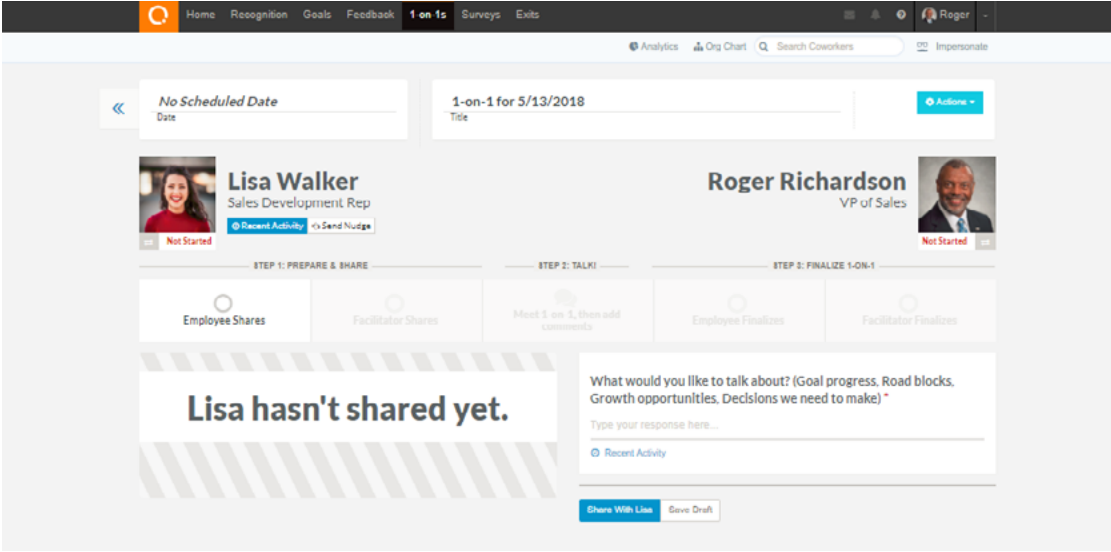 Home Recognition Goals Feedback 1-on-1s Surveys Exits Roger
Analytics Org Chart Search Coworkers Impersonate
No Scheduled Date
Date
1-on-1 for 5/13/2018
Title
Actions
Lisa Walker
Sales Development Rep
Recent Activity Send Nudge
Not Started
Roger Richardson
VP of Sales
Not Started
STEP 1: PREPARE & SHARE
STEP 2: TALK!
STEP 3: FINALIZE 1-ON-1
Employee Shares
Facilitator Shares
Meet 1-on-1, then add
comments
Employee Finalizes
Facilitator Finalizes
Lisa hasn't shared yet.
What would you like to talk about? (Goal progress, Road blocks,
Growth opportunities, Decisions we need to make) *
Type your response here...
Recent Activity
Share With Lisa Save Draft